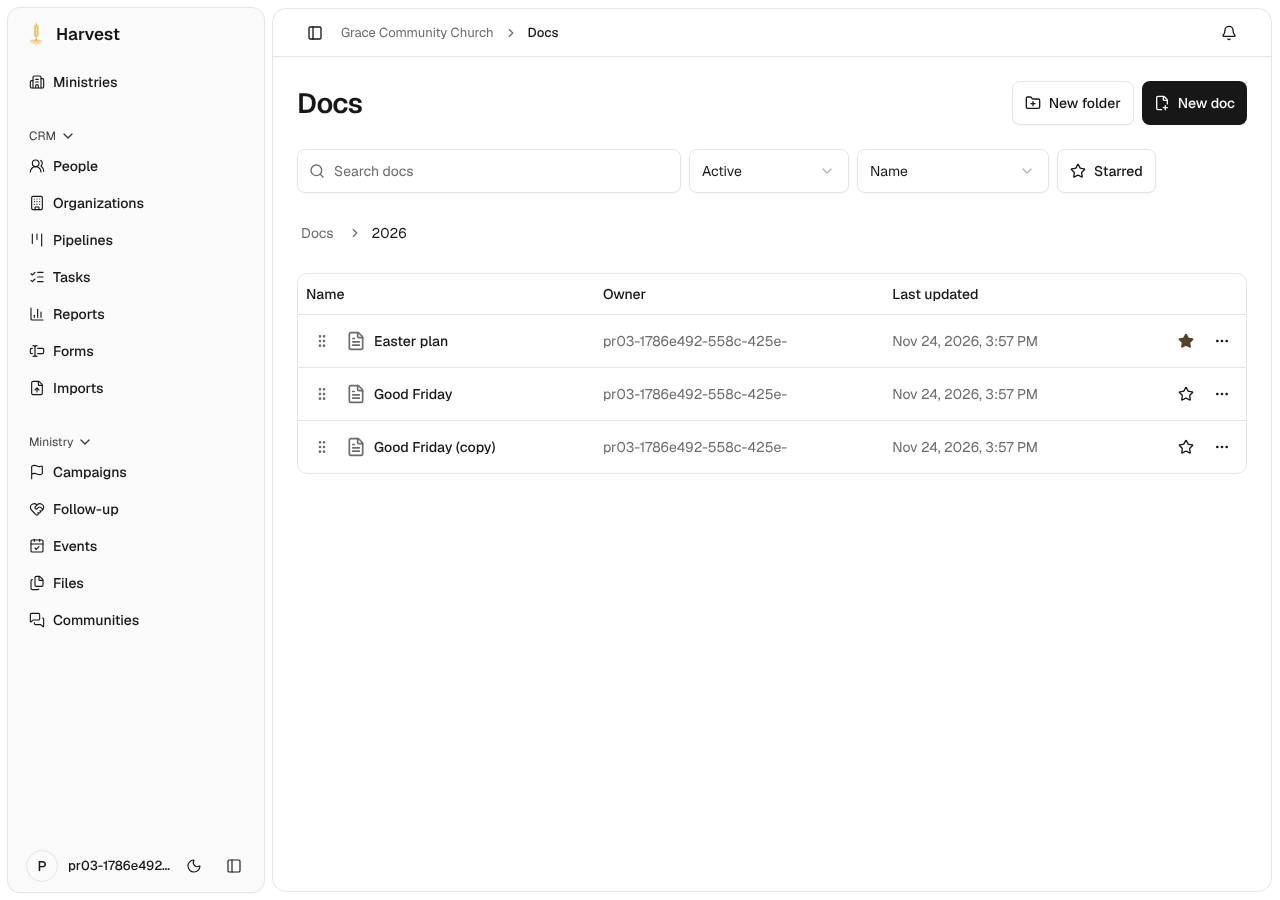 Harvest
Ministries
CRM
People
Organizations
Pipelines
Tasks
Reports
Forms
Imports
Ministry
Campaigns
Follow-up
Events
Files
Communities
P pr03-1786e492...
Grace Community Church > Docs
Docs
New folder
New doc
Search docs
Active
Name
Starred
Docs > 2026
Name Owner Last updated
Easter plan pr03-1786e492-558c-425e- Nov 24, 2026, 3:57 PM
Good Friday pr03-1786e492-558c-425e- Nov 24, 2026, 3:57 PM
Good Friday (copy) pr03-1786e492-558c-425e- Nov 24, 2026, 3:57 PM